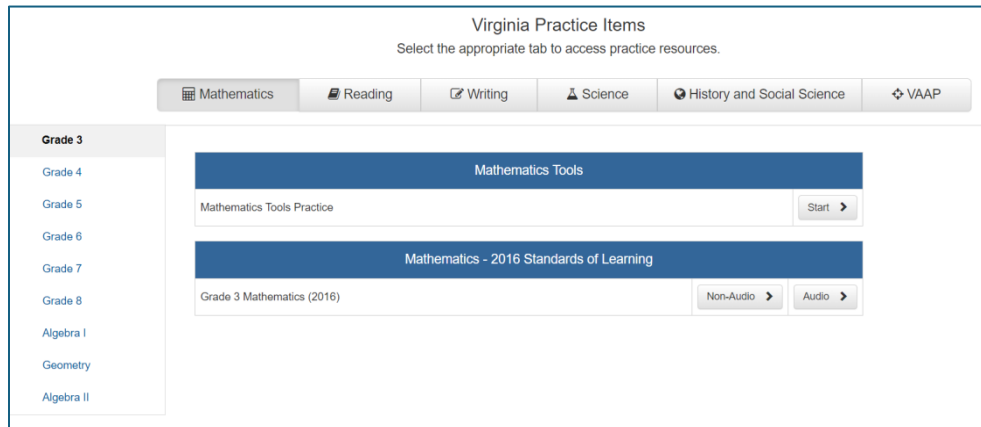 Virginia Practice Items
Select the appropriate tab to access practice resources.
Mathematics Reading Writing Science History and Social Science VAAP
Grade 3
Grade 4
Grade 5
Grade 6
Grade 7
Grade 8
Algebra I
Geometry
Algebra II
Mathematics Tools
Mathematics Tools Practice Start
Mathematics - 2016 Standards of Learning
Grade 3 Mathematics (2016) Non-Audio Audio